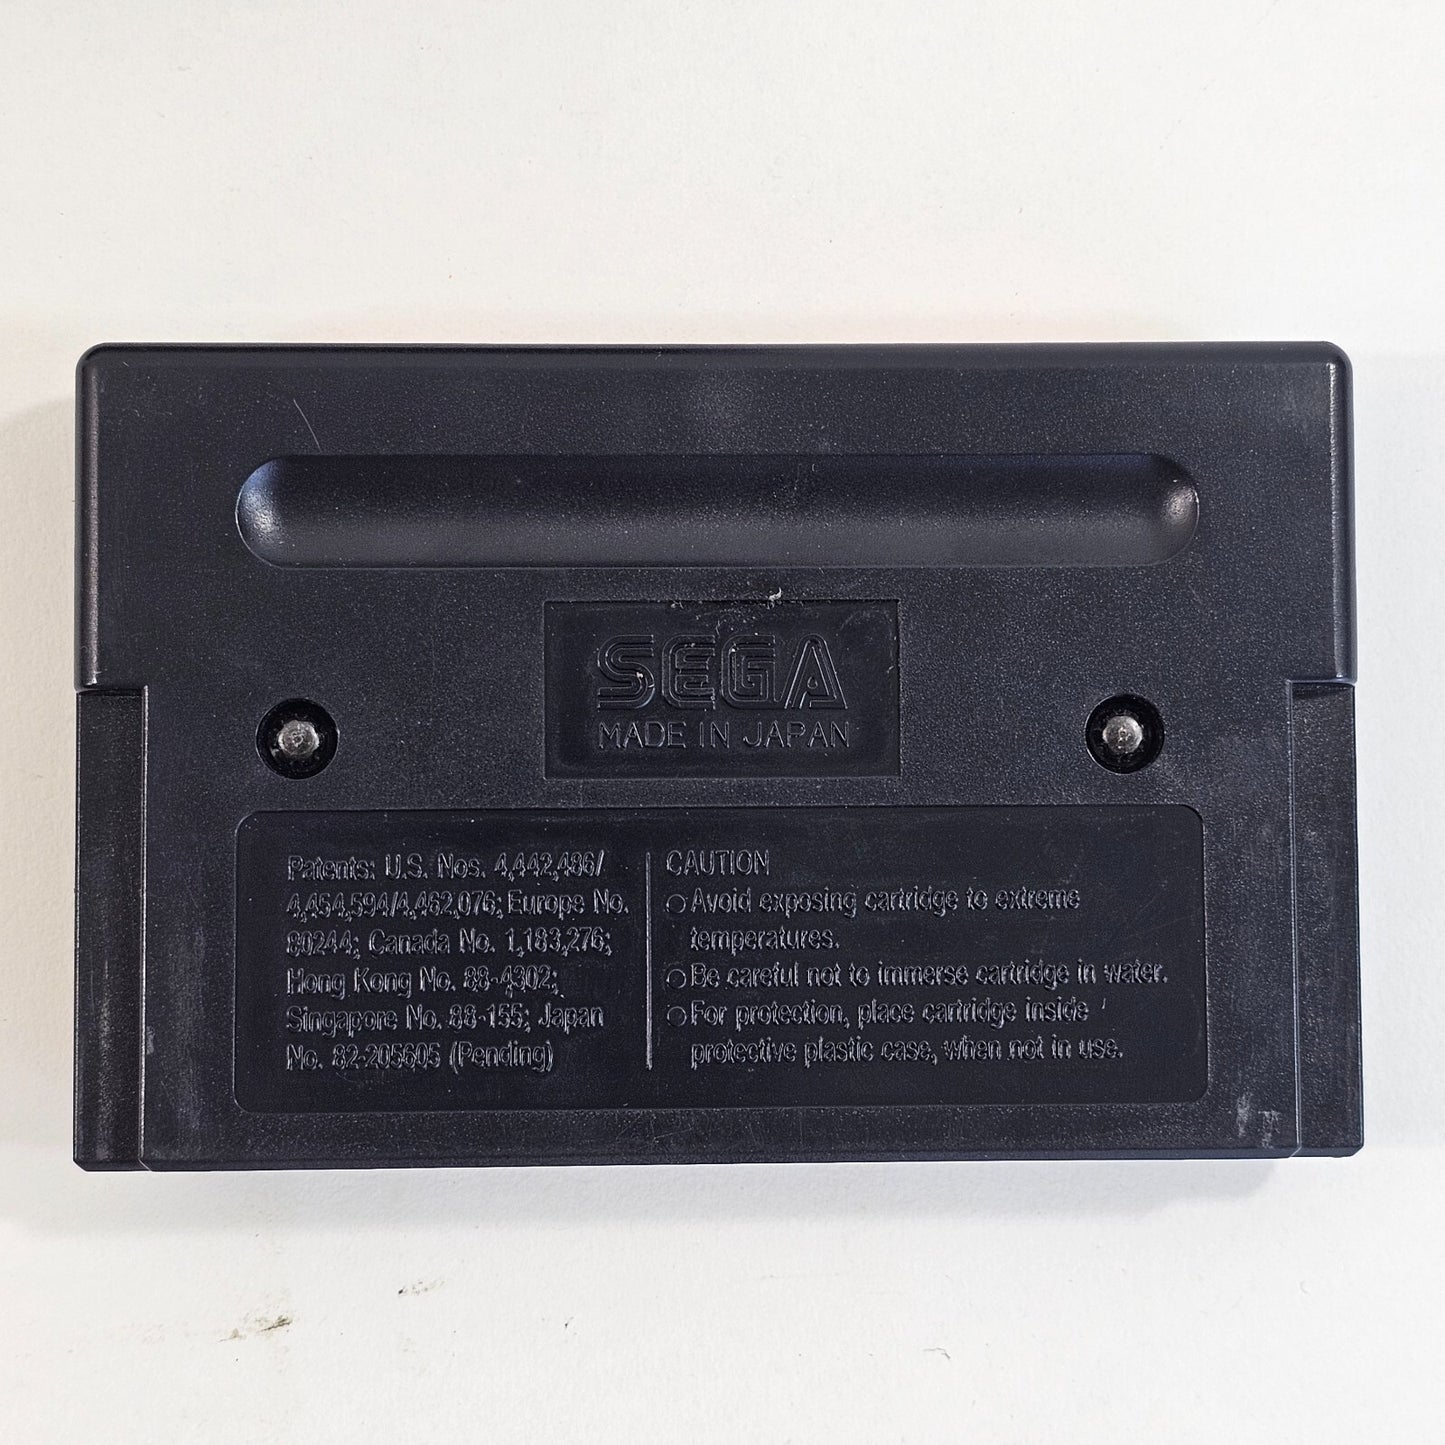 SEGA
MADE IN JAPAN
Patents: U.S. Nos. 4,442,486/
4,454,594/4,462,076; Europe No.
80244; Canada No. 1,183,276;
Hong Kong No. 88-4302;
Singapore No. 88-155; Japan
No. 82-205605 (Pending)
CAUTION
○ Avoid exposing cartridge to extreme
temperatures.
○ Be careful not to immerse cartridge in water.
○ For protection, place cartridge inside
protective plastic case, when not in use.